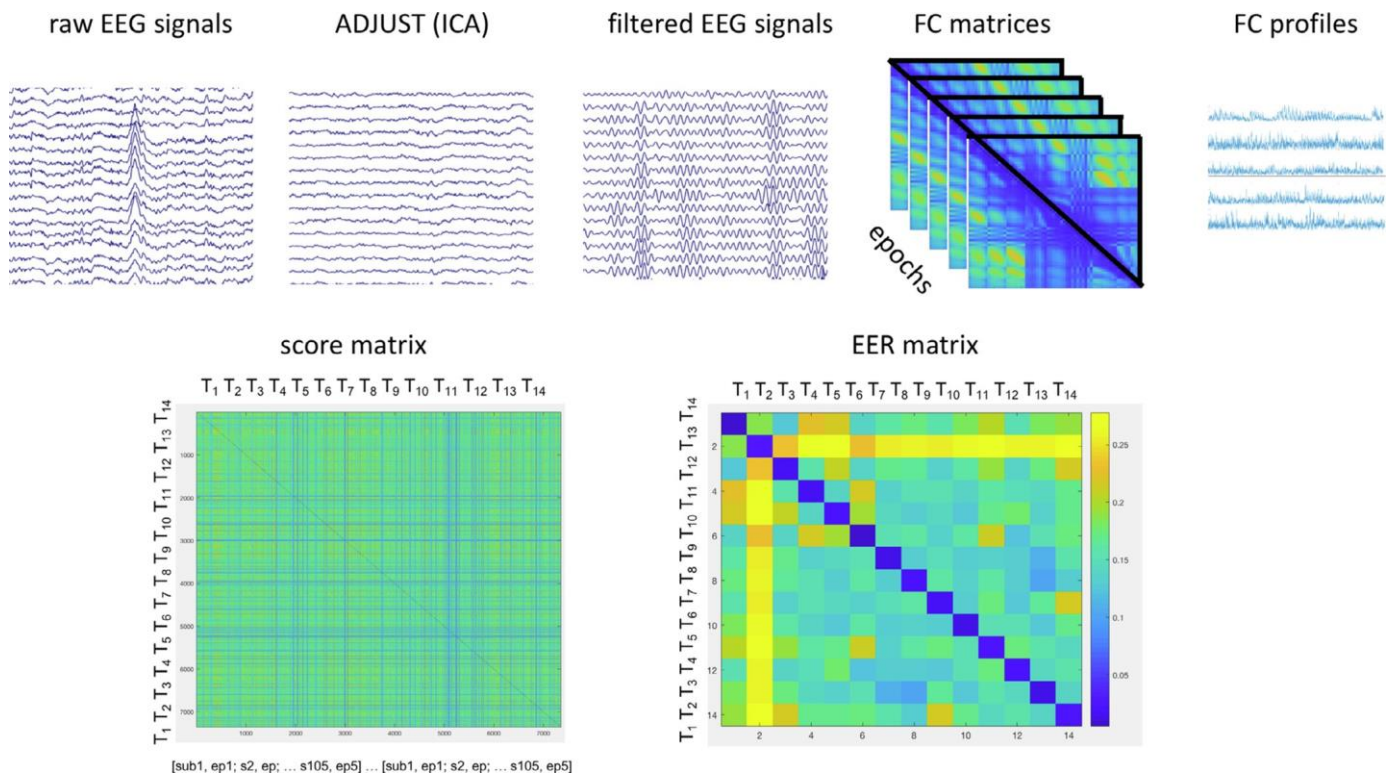 raw EEG signals
ADJUST (ICA)
filtered EEG signals
FC matrices
FC profiles
epochs
score matrix
T1 T2 T3 T4 T5 T6 T7 T8 T9 T10 T11 T12 T13 T14
T1 T2 T3 T4 T5 T6 T7 T8 T9 T10 T11 T12 T13 T14
1000
2000
3000
4000
5000
6000
7000
1000 2000 3000 4000 5000 6000 7000
[sub1, ep1; s2, ep; … s105, ep5] … [sub1, ep1; s2, ep; … s105, ep5]
EER matrix
T1 T2 T3 T4 T5 T6 T7 T8 T9 T10 T11 T12 T13 T14
T1 T2 T3 T4 T5 T6 T7 T8 T9 T10 T11 T12 T13 T14
2
4
6
8
10
12
14
2 4 6 8 10 12 14
0.25
0.2
0.15
0.1
0.05